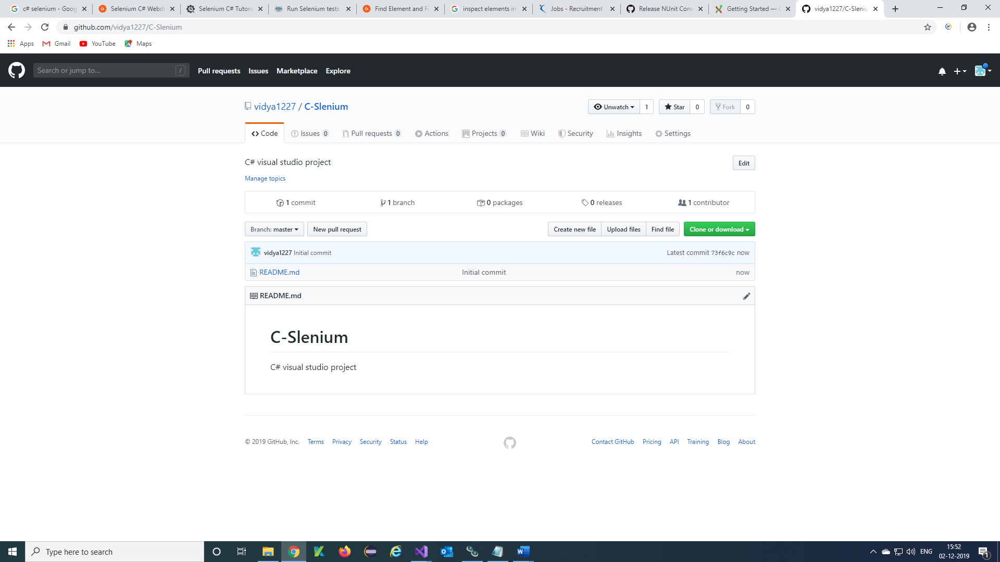 c# selenium - Goog
Selenium C# Webdr
Selenium C# Tutoria
Run Selenium tests
Find Element and Fi
inspect elements in
Jobs - Recruitment
Release NUnit Cons
Getting Started — C
vidya1227/C-Sleniu
github.com/vidya1227/C-Slenium
Apps Gmail YouTube Maps
Search or jump to... / Pull requests Issues Marketplace Explore
vidya1227 / C-Slenium Unwatch 1 Star 0 Fork 0
Code Issues 0 Pull requests 0 Actions Projects 0 Wiki Security Insights Settings
C# visual studio project Edit
Manage topics
1 commit 1 branch 0 packages 0 releases 1 contributor
Branch: master New pull request Create new file Upload files Find file Clone or download
vidya1227 Initial commit Latest commit 73f6c9c now
README.md Initial commit now
README.md
C-Slenium
C# visual studio project
© 2019 GitHub, Inc. Terms Privacy Security Status Help Contact GitHub Pricing API Training Blog About
Type here to search ENG 15:52
02-12-2019 1